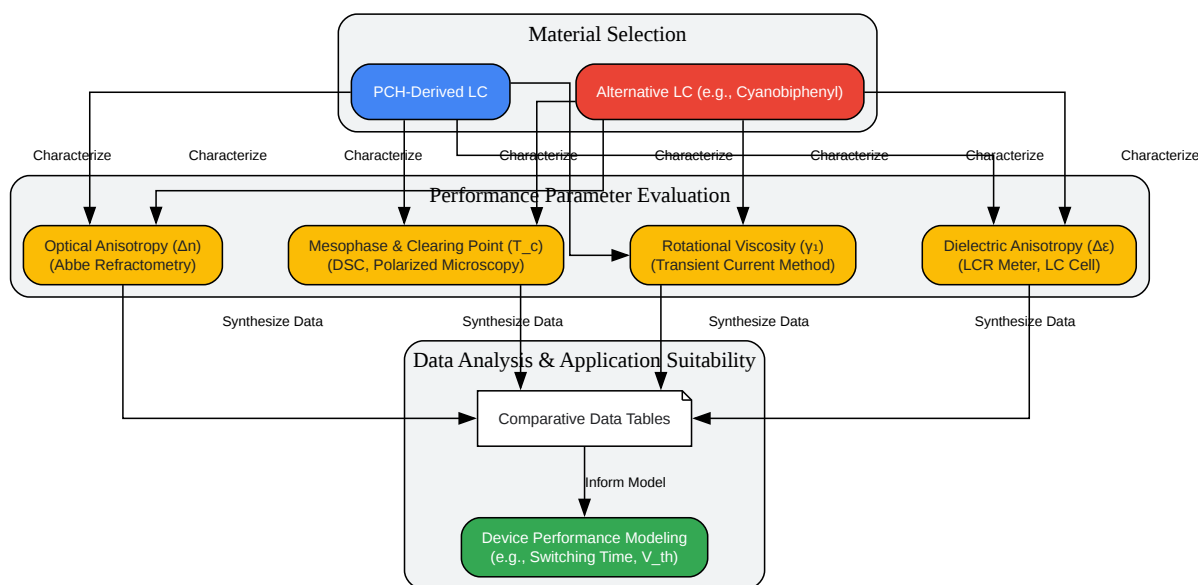 Material Selection
PCH-Derived LC
Alternative LC (e.g., Cyanobiphenyl)
Characterize
Characterize
Characterize
Characterize
Characterize
Characterize
Characterize
Characterize
Performance Parameter Evaluation
Optical Anisotropy (Δn)
(Abbe Refractometry)
Mesophase & Clearing Point (T_c)
(DSC, Polarized Microscopy)
Rotational Viscosity (γ₁)
(Transient Current Method)
Dielectric Anisotropy (Δε)
(LCR Meter, LC Cell)
Synthesize Data
Synthesize Data
Synthesize Data
Synthesize Data
Data Analysis & Application Suitability
Comparative Data Tables
Inform Model
Device Performance Modeling
(e.g., Switching Time, V_th)